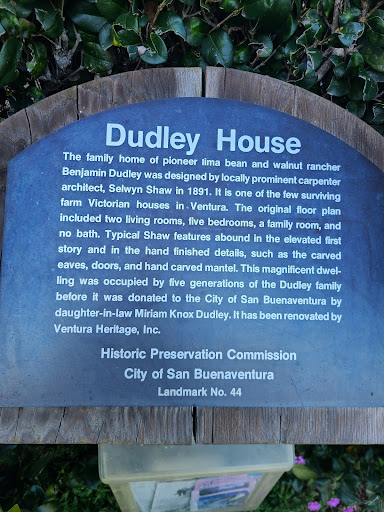 Dudley House
The family home of pioneer lima bean and walnut rancher
Benjamin Dudley was designed by locally prominent carpenter
architect, Selwyn Shaw in 1891. It is one of the few surviving
farm Victorian houses in Ventura. The original floor plan
included two living rooms, five bedrooms, a family room, and
no bath. Typical Shaw features abound in the elevated first
story and in the hand finished details, such as the carved
eaves, doors, and hand carved mantel. This magnificent dwel-
ling was occupied by five generations of the Dudley family
before it was donated to the City of San Buenaventura by
daughter-in-law Miriam Knox Dudley. It has been renovated by
Ventura Heritage, Inc.
Historic Preservation Commission
City of San Buenaventura
Landmark No. 44